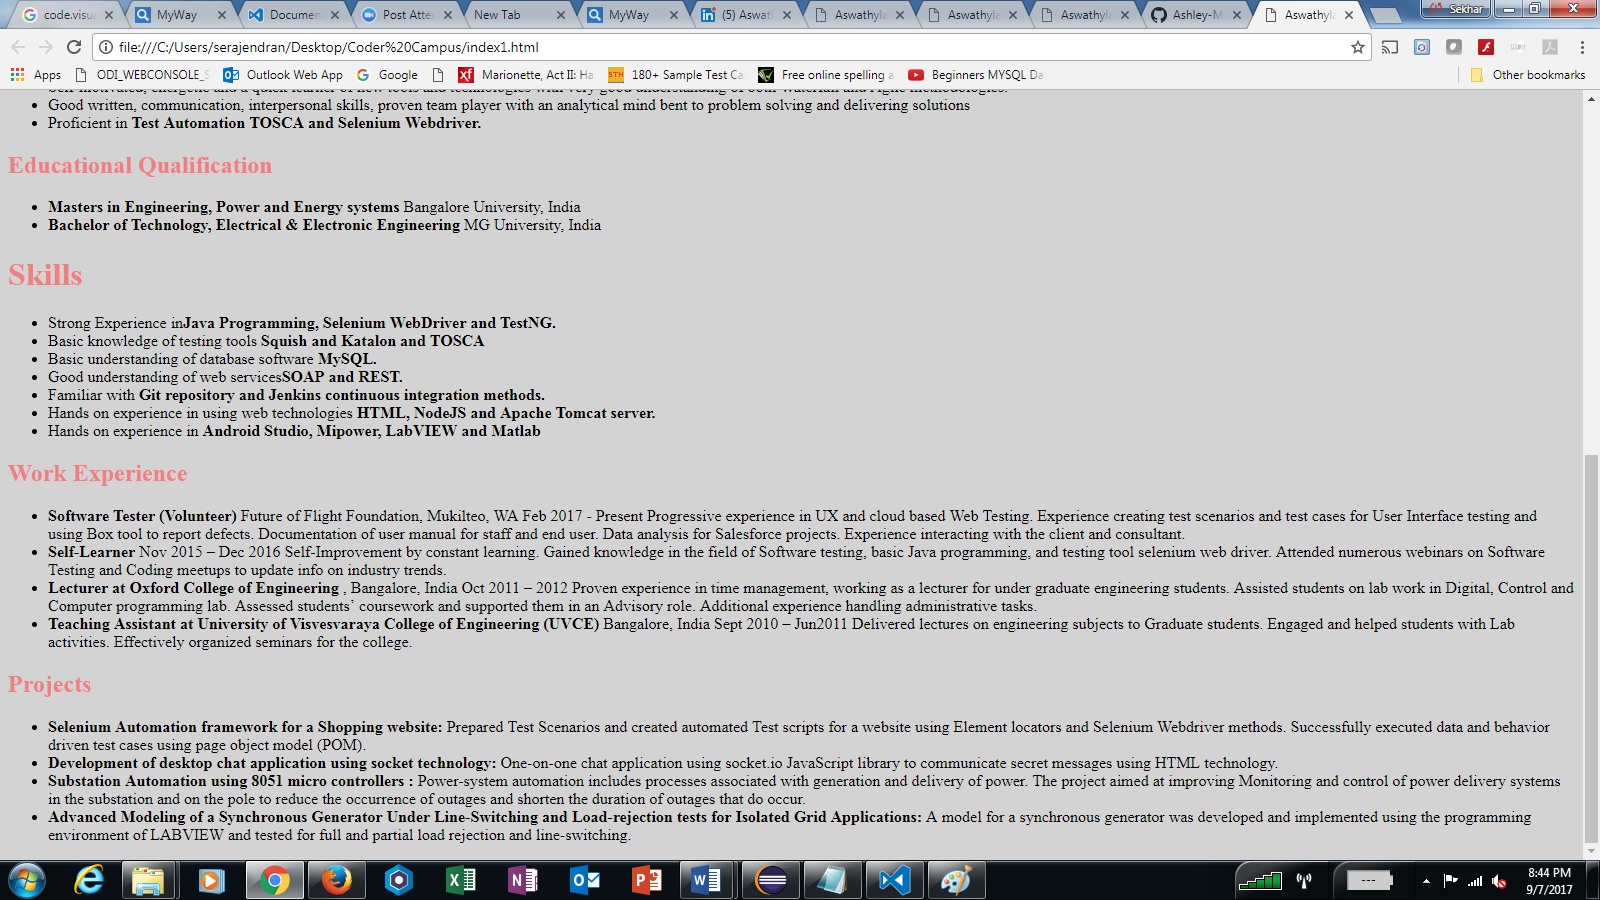 code.visu
MyWay
Documen
Post Atte
New Tab
MyWay
(5) Aswat
Aswathyla
Aswathyla
Aswathyla
Ashley-M
Aswathyla
Sekhar
file:///C:/Users/serajendran/Desktop/Coder%20Campus/index1.html
Apps
ODI_WEBCONSOLE_S
Outlook Web App
Google
Marionette, Act II: Ha
180+ Sample Test Ca
Free online spelling a
Beginners MYSQL Da
Other bookmarks
Self-motivated, energetic and a quick learner of new tools and technologies with very good understanding of both Waterfall and Agile methodologies.
Good written, communication, interpersonal skills, proven team player with an analytical mind bent to problem solving and delivering solutions
Proficient in Test Automation TOSCA and Selenium Webdriver.
Educational Qualification
Masters in Engineering, Power and Energy systems Bangalore University, India
Bachelor of Technology, Electrical & Electronic Engineering MG University, India
Skills
Strong Experience inJava Programming, Selenium WebDriver and TestNG.
Basic knowledge of testing tools Squish and Katalon and TOSCA
Basic understanding of database software MySQL.
Good understanding of web servicesSOAP and REST.
Familiar with Git repository and Jenkins continuous integration methods.
Hands on experience in using web technologies HTML, NodeJS and Apache Tomcat server.
Hands on experience in Android Studio, Mipower, LabVIEW and Matlab
Work Experience
Software Tester (Volunteer) Future of Flight Foundation, Mukilteo, WA Feb 2017 - Present Progressive experience in UX and cloud based Web Testing. Experience creating test scenarios and test cases for User Interface testing and
using Box tool to report defects. Documentation of user manual for staff and end user. Data analysis for Salesforce projects. Experience interacting with the client and consultant.
Self-Learner Nov 2015 – Dec 2016 Self-Improvement by constant learning. Gained knowledge in the field of Software testing, basic Java programming, and testing tool selenium web driver. Attended numerous webinars on Software
Testing and Coding meetups to update info on industry trends.
Lecturer at Oxford College of Engineering , Bangalore, India Oct 2011 – 2012 Proven experience in time management, working as a lecturer for under graduate engineering students. Assisted students on lab work in Digital, Control and
Computer programming lab. Assessed students’ coursework and supported them in an Advisory role. Additional experience handling administrative tasks.
Teaching Assistant at University of Visvesvaraya College of Engineering (UVCE) Bangalore, India Sept 2010 – Jun2011 Delivered lectures on engineering subjects to Graduate students. Engaged and helped students with Lab
activities. Effectively organized seminars for the college.
Projects
Selenium Automation framework for a Shopping website: Prepared Test Scenarios and created automated Test scripts for a website using Element locators and Selenium Webdriver methods. Successfully executed data and behavior
driven test cases using page object model (POM).
Development of desktop chat application using socket technology: One-on-one chat application using socket.io JavaScript library to communicate secret messages using HTML technology.
Substation Automation using 8051 micro controllers : Power-system automation includes processes associated with generation and delivery of power. The project aimed at improving Monitoring and control of power delivery systems
in the substation and on the pole to reduce the occurrence of outages and shorten the duration of outages that do occur.
Advanced Modeling of a Synchronous Generator Under Line-Switching and Load-rejection tests for Isolated Grid Applications: A model for a synchronous generator was developed and implemented using the programming
environment of LABVIEW and tested for full and partial load rejection and line-switching.
---
8:44 PM
9/7/2017